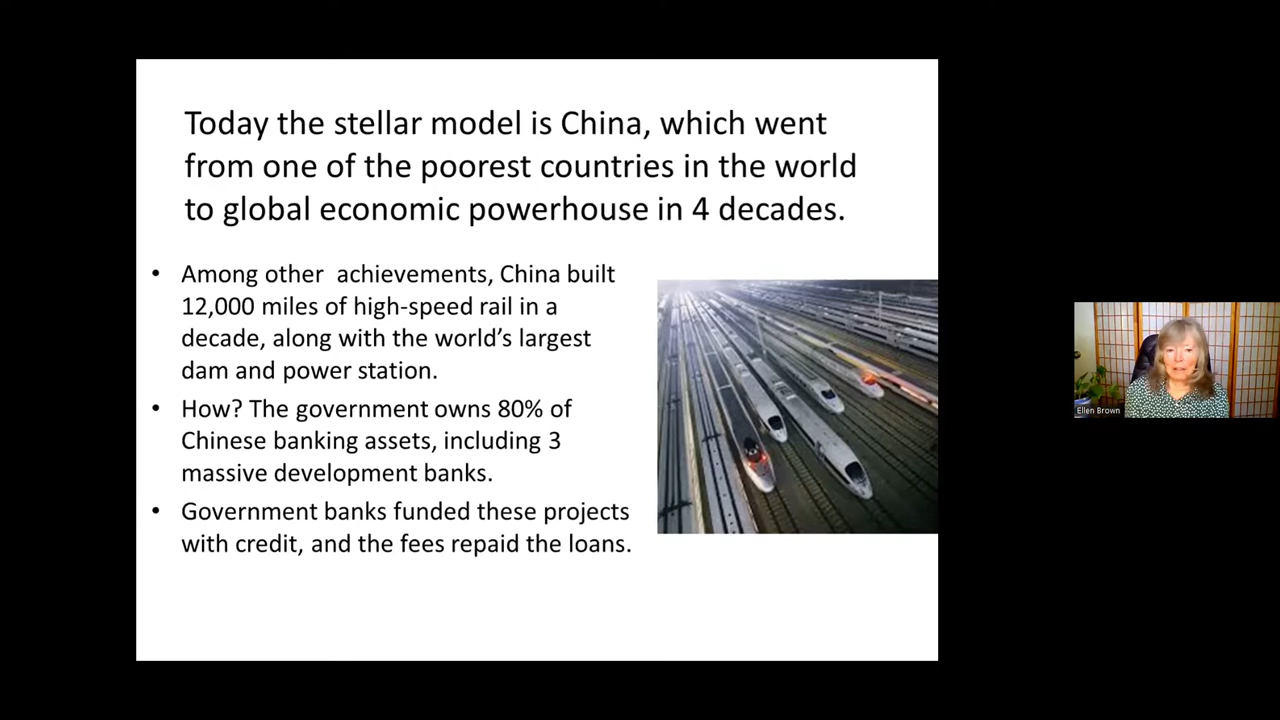 Today the stellar model is China, which went
from one of the poorest countries in the world
to global economic powerhouse in 4 decades.
• Among other  achievements, China built
12,000 miles of high-speed rail in a
decade, along with the world’s largest
dam and power station.
• How? The government owns 80% of
Chinese banking assets, including 3
massive development banks.
• Government banks funded these projects
with credit, and the fees repaid the loans.
Ellen Brown